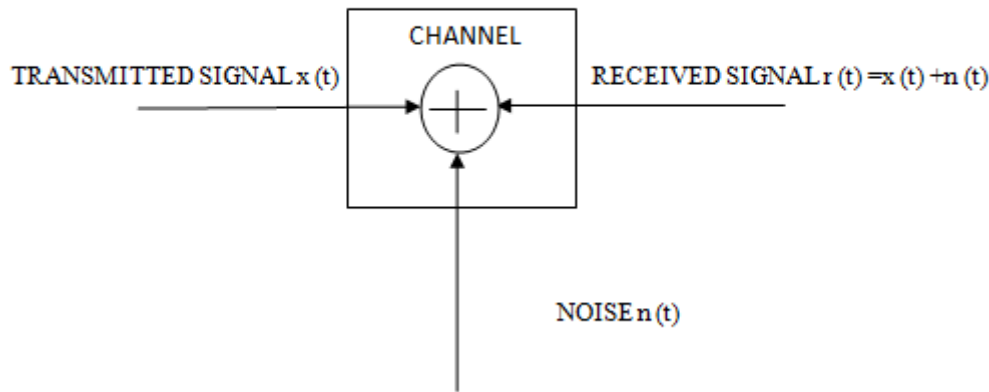 CHANNEL
TRANSMITTED SIGNAL x (t)
RECEIVED SIGNAL r (t) =x (t) +n (t)
NOISE n (t)